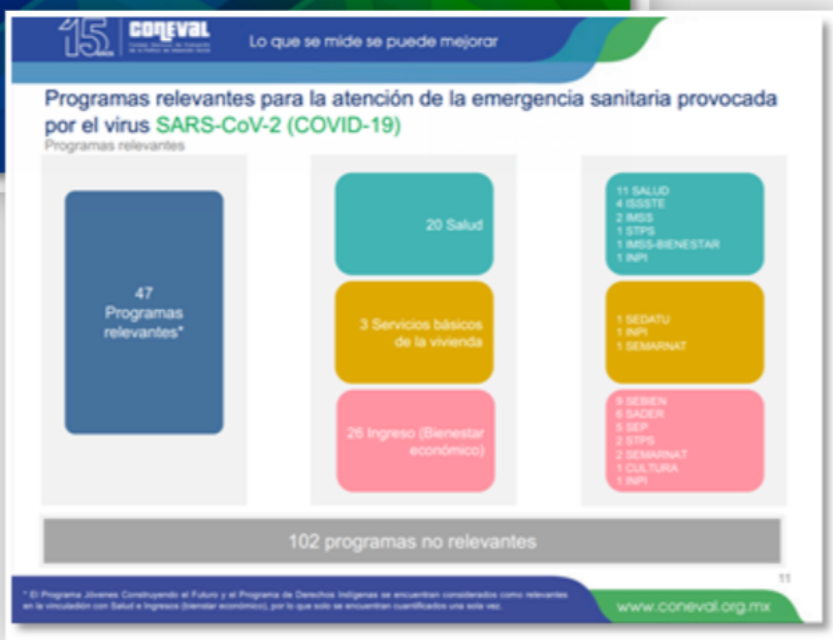 15 CONEVAL
Lo que se mide se puede mejorar
Programas relevantes para la atención de la emergencia sanitaria provocada
por el virus SARS-CoV-2 (COVID-19)
Programas relevantes
47
Programas
relevantes*
20 Salud
3 Servicios básicos
de la vivienda
26 Ingreso (Bienestar
económico)
11 SALUD
4 ISSSTE
2 IMSS
1 STPS
1 IMSS-BIENESTAR
1 INPI
1 SEDATU
1 INPI
1 SEMARNAT
9 SEBIEN
6 SADER
5 SEP
2 STPS
2 SEMARNAT
1 CULTURA
1 INPI
102 programas no relevantes
11
* El Programa Jóvenes Construyendo el Futuro y el Programa de Derechos Indígenas se encuentran considerados como relevantes
en la vinculación con Salud e Ingresos (bienestar económico), por lo que solo se encuentran cuantificados una sola vez.
www.coneval.org.mx